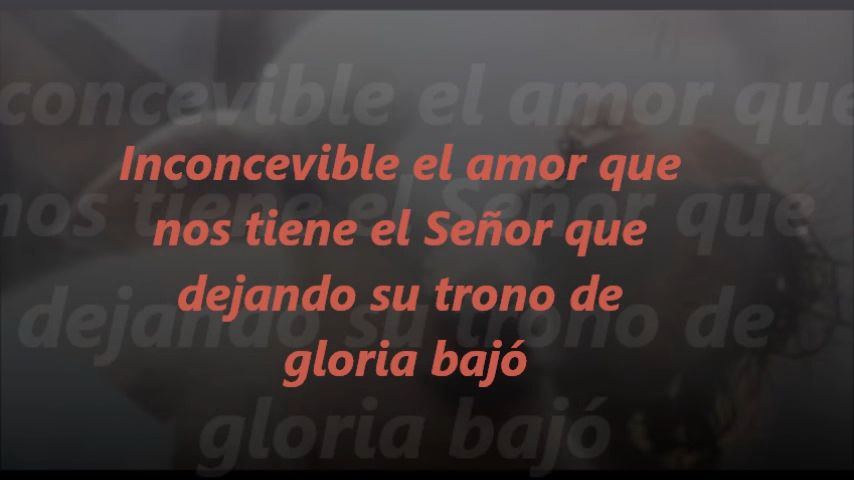 Inconcevible el amor que
nos tiene el Señor que
dejando su trono de
gloria bajó